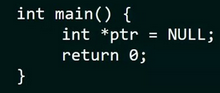 int main() {
    int *ptr = NULL;
    return 0;
}